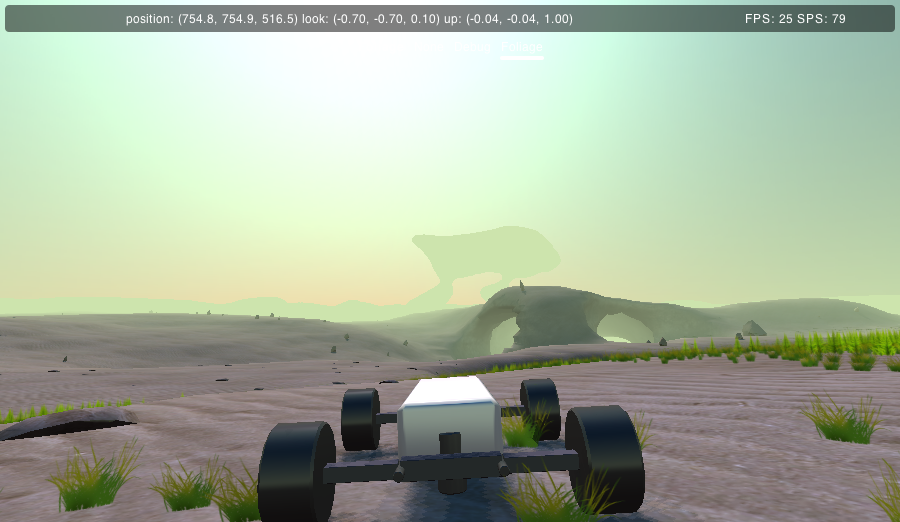 position: (754.8, 754.9, 516.5) look: (-0.70, -0.70, 0.10) up: (-0.04, -0.04, 1.00)
FPS: 25 SPS: 79